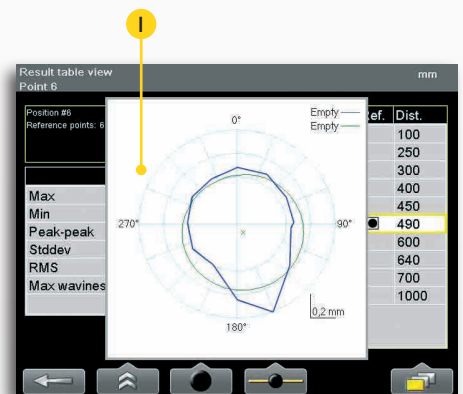 I
Result table view
mm
Point 6
Position #6
Reference points: 6
Max
Min
Peak-peak
Stddev
RMS
Max wavines
Empty
Empty
0°
90°
180°
270°
0,2 mm
ef. Dist.
100
250
300
400
450
490
600
640
700
1000